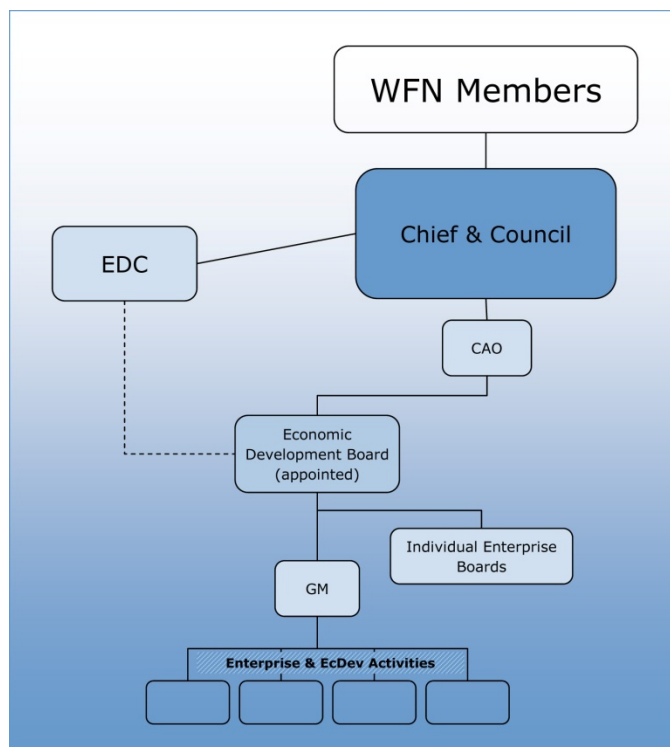 WFN Members
Chief & Council
EDC
CAO
Economic
Development Board
(appointed)
Individual Enterprise
Boards
GM
Enterprise & EcDev Activities